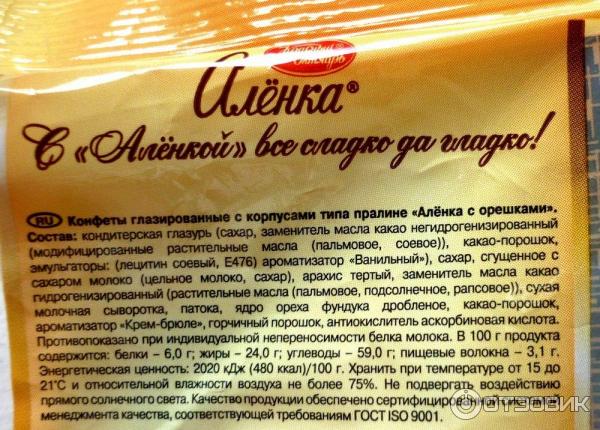 Красный Октябрь
Алёнка®
С «Алёнкой» все сладко да гладко!
RU Конфеты глазированные с корпусами типа пралине «Алёнка с орешками».
Состав: кондитерская глазурь (сахар, заменитель масла какао негидрогенизированный
(модифицированные растительные масла (пальмовое, соевое)), какао-порошок,
эмульгаторы: (лецитин соевый, Е476) ароматизатор «Ванильный»), сахар, сгущенное с
сахаром молоко (цельное молоко, сахар), арахис тертый, заменитель масла какао
гидрогенизированный (растительные масла (пальмовое, подсолнечное, рапсовое)), сухая
молочная сыворотка, патока, ядро ореха фундука дробленое, какао-порошок,
ароматизатор «Крем-брюле», горчичный порошок, антиокислитель аскорбиновая кислота.
Противопоказано при индивидуальной непереносимости белка молока. В 100 г продукта
содержится: белки – 6,0 г; жиры – 24,0 г; углеводы – 59,0 г; пищевые волокна – 3,1 г.
Энергетическая ценность: 2020 кДж (480 ккал)/100 г. Хранить при температуре от 15 до
21°С и относительной влажности воздуха не более 75%. Не подвергать воздействию
прямого солнечного света. Качество продукции обеспечено сертифицированной системой
менеджмента качества, соответствующей требованиям ГОСТ ISO 9001.
ОТЗОВИК